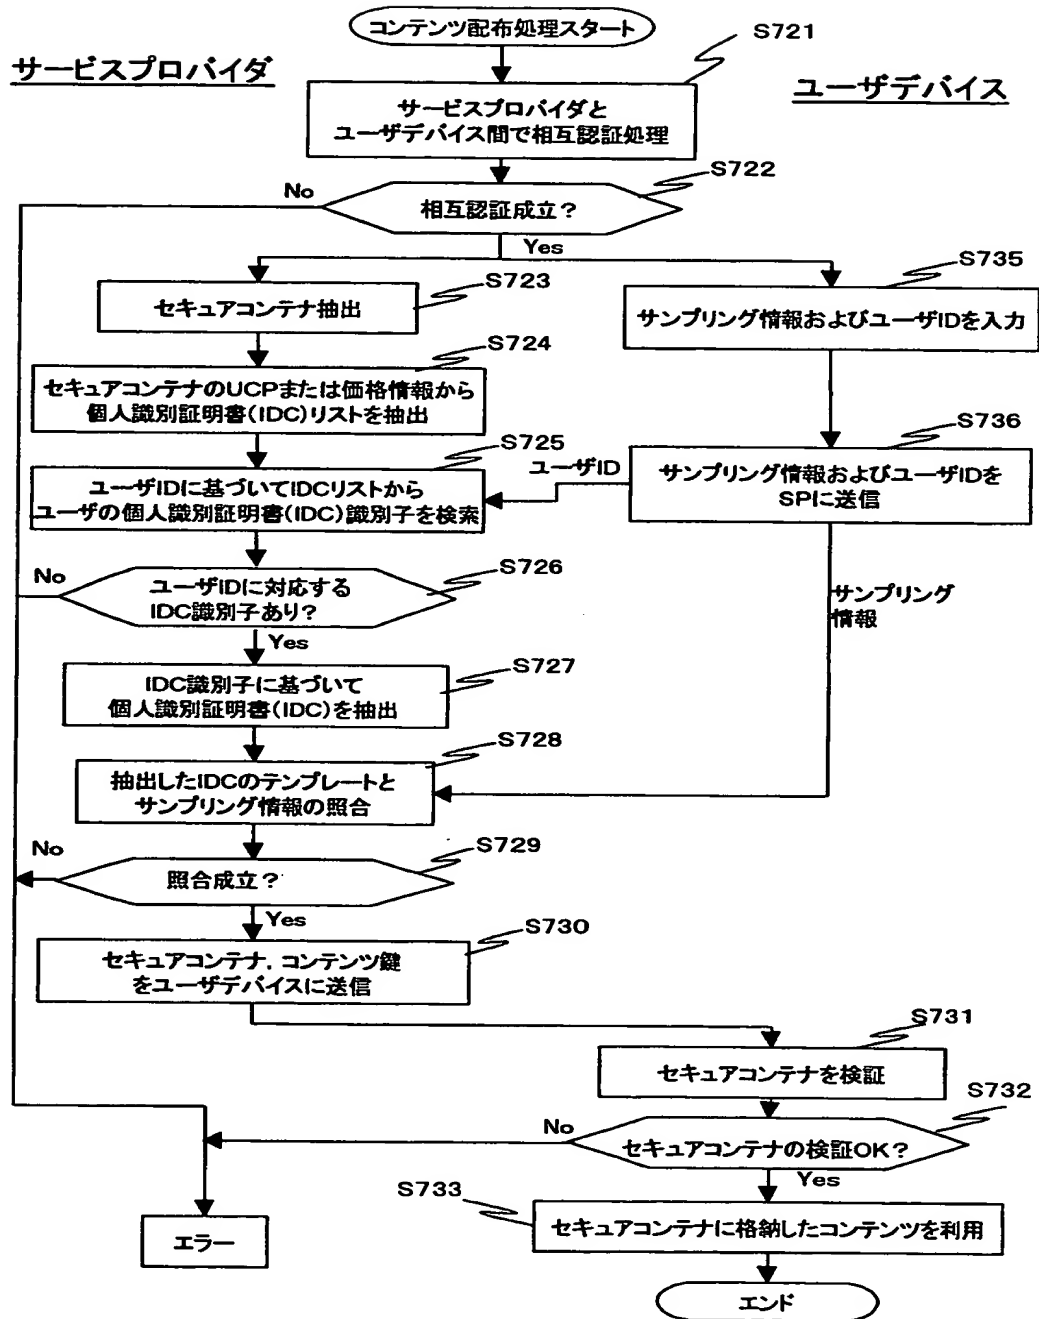 コンテンツ配布処理スタート
S721
サービスプロバイダ
ユーザデバイス
サービスプロバイダと
ユーザデバイス間で相互認証処理
S722
No
相互認証成立？
Yes
S723
セキュアコンテナ抽出
S735
サンプリング情報およびユーザIDを入力
S724
セキュアコンテナのUCPまたは価格情報から
個人識別証明書(IDC)リストを抽出
S736
サンプリング情報およびユーザIDを
SPに送信
S725
ユーザID
ユーザIDに基づいてIDCリストから
ユーザの個人識別証明書(IDC)識別子を検索
S726
No
ユーザIDに対応する
IDC識別子あり？
Yes
サンプリング
情報
S727
IDC識別子に基づいて
個人識別証明書(IDC)を抽出
S728
抽出したIDCのテンプレートと
サンプリング情報の照合
S729
No
照合成立？
Yes
S730
セキュアコンテナ，コンテンツ鍵
をユーザデバイスに送信
S731
セキュアコンテナを検証
S732
No
セキュアコンテナの検証OK？
Yes
S733
セキュアコンテナに格納したコンテンツを利用
エラー
エンド